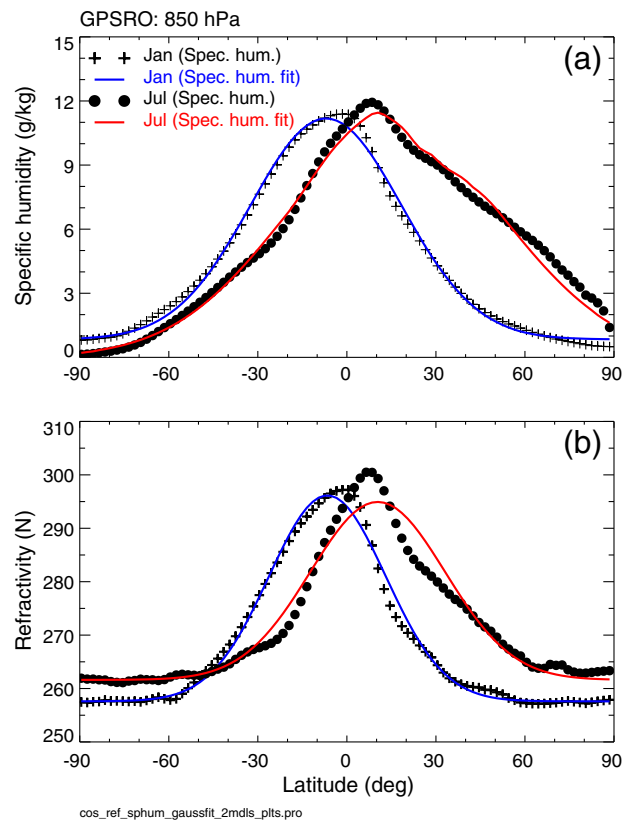 GPSRO: 850 hPa
(a)
Jan (Spec. hum.)
Jan (Spec. hum. fit)
Jul (Spec. hum.)
Jul (Spec. hum. fit)
Specific humidity (g/kg)
15
12
9
6
3
0
-90 -60 -30 0 30 60 90
(b)
Refractivity (N)
310
300
290
280
270
260
250
-90 -60 -30 0 30 60 90
Latitude (deg)
cos_ref_sphum_gaussfit_2mdls_plts.pro